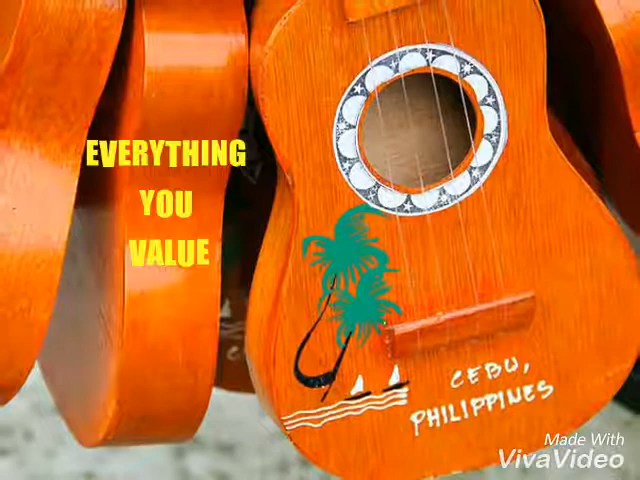 EVERYTHING
YOU
VALUE
CEBU,
PHILIPPINES
Made With
VivaVideo